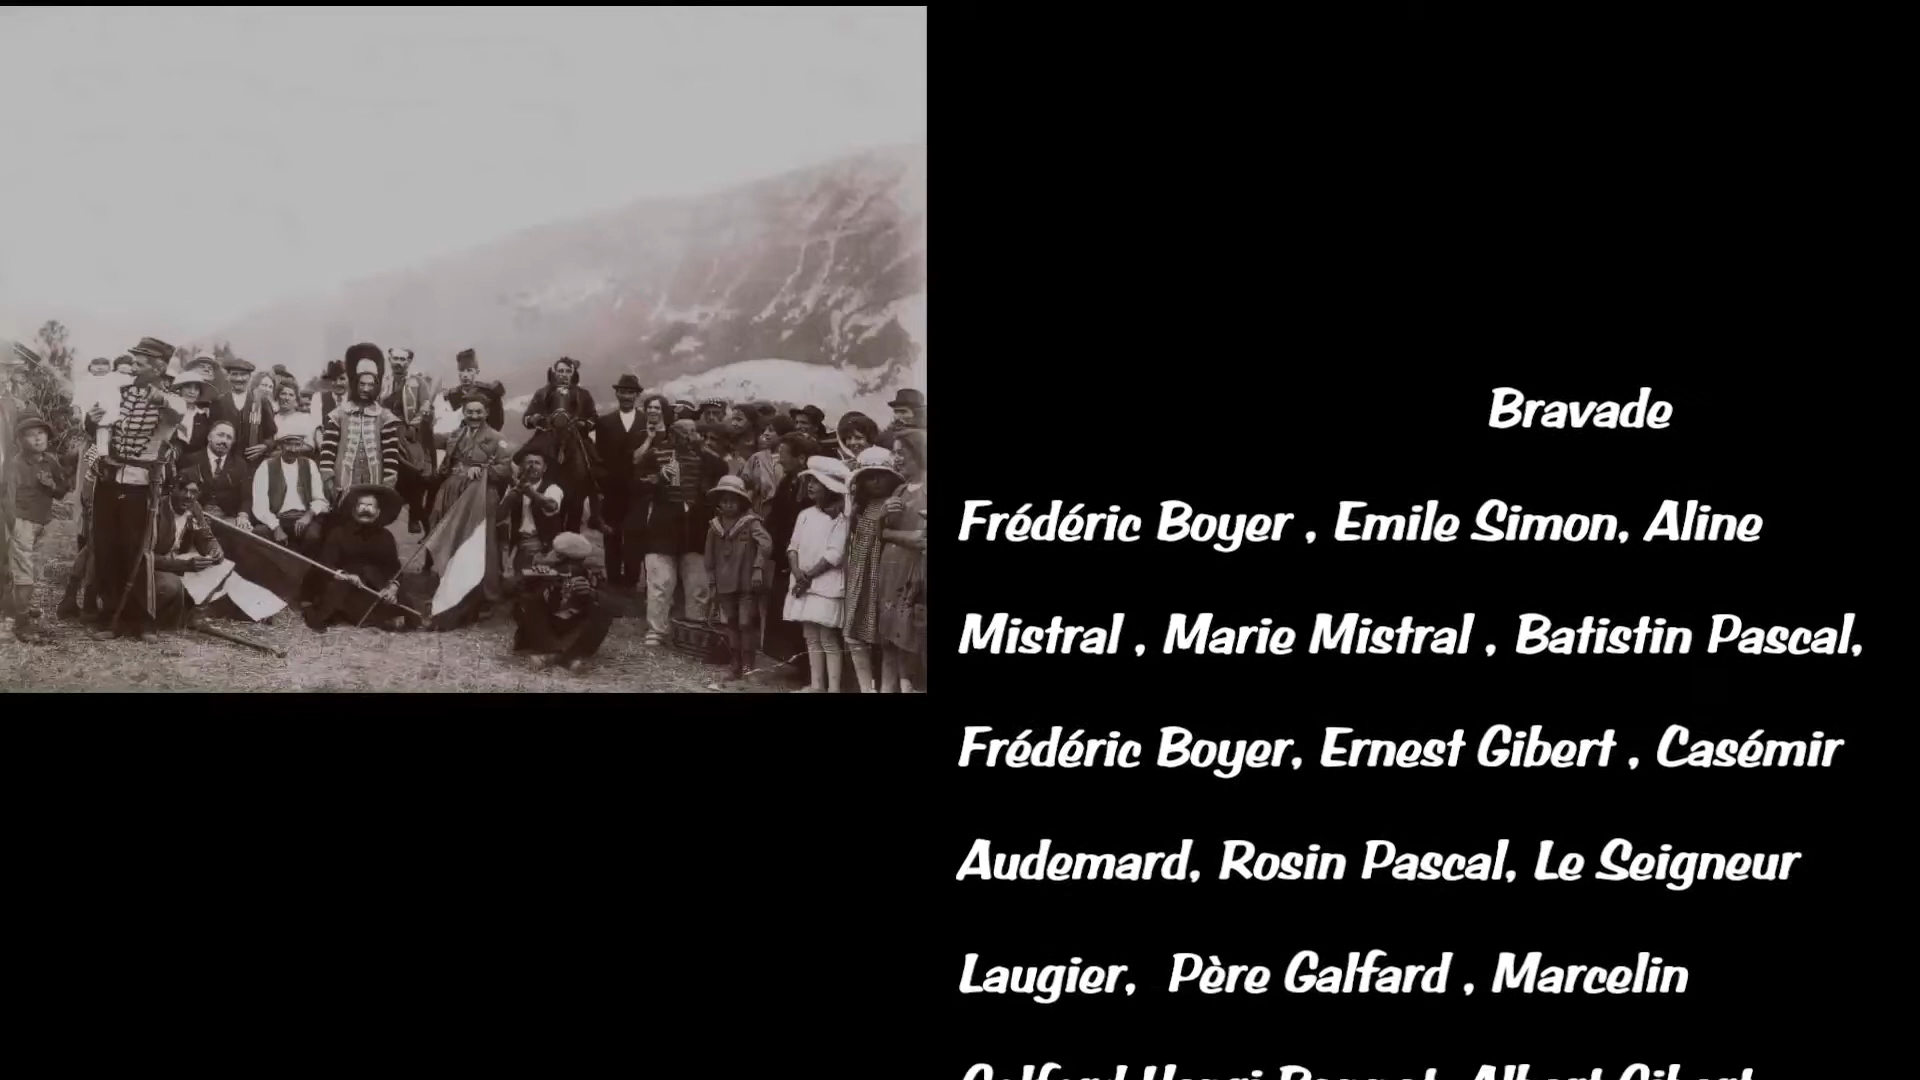 Bravade
Frédéric Boyer , Emile Simon, Aline
Mistral , Marie Mistral , Batistin Pascal,
Frédéric Boyer, Ernest Gibert , Casémir
Audemard, Rosin Pascal, Le Seigneur
Laugier, Père Galfard , Marcelin